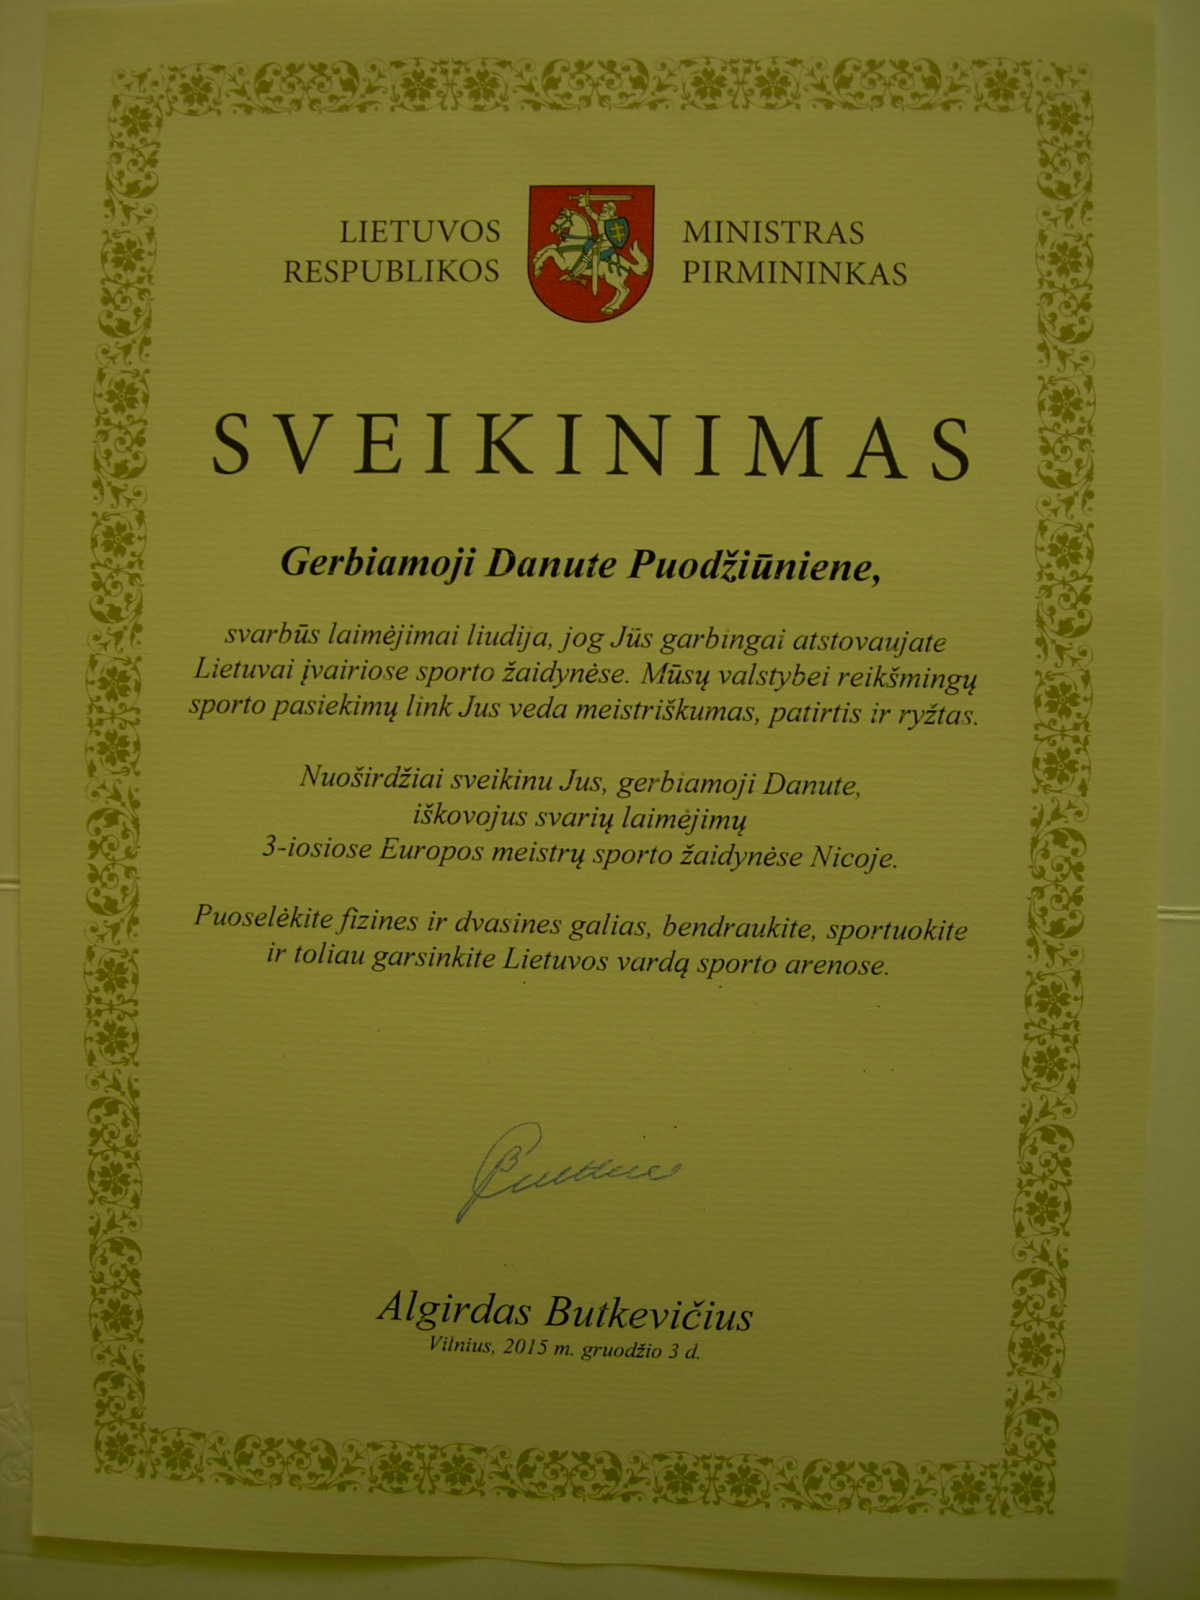 LIETUVOS RESPUBLIKOS
MINISTRAS PIRMININKAS
SVEIKINIMAS
Gerbiamoji Danute Puodžiūniene,
svarbūs laimėjimai liudija, jog Jūs garbingai atstovaujate
Lietuvai įvairiose sporto žaidynėse. Mūsų valstybei reikšmingų
sporto pasiekimų link Jus veda meistriškumas, patirtis ir ryžtas.
Nuoširdžiai sveikinu Jus, gerbiamoji Danute,
iškovojus svarių laimėjimų
3-iosiose Europos meistrų sporto žaidynėse Nicoje.
Puoselėkite fizines ir dvasines galias, bendraukite, sportuokite
ir toliau garsinkite Lietuvos vardą sporto arenose.
Algirdas Butkevičius
Vilnius, 2015 m. gruodžio 3 d.